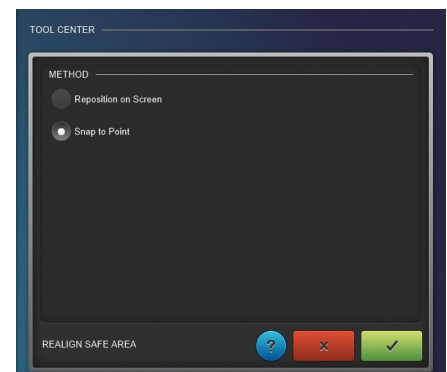 TOOL CENTER
METHOD
Reposition on Screen
Snap to Point
REALIGN SAFE AREA
?